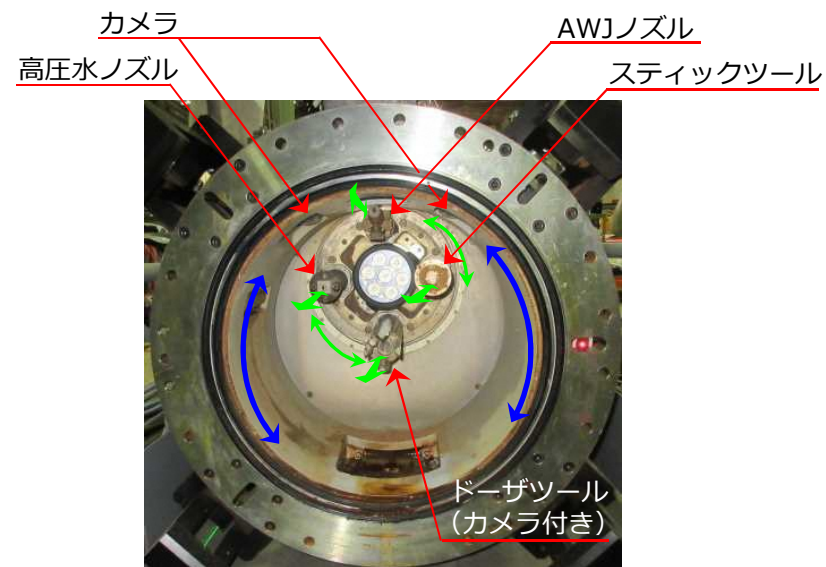 カメラ
AWJノズル
高圧水ノズル
スティックツール
ドーザツール
（カメラ付き）